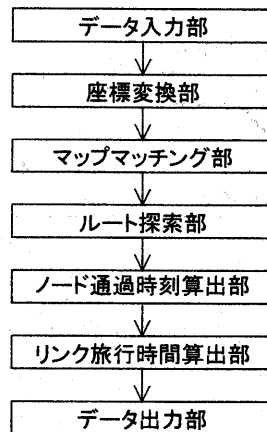 データ入力部
座標変換部
マップマッチング部
ルート探索部
ノード通過時刻算出部
リンク旅行時間算出部
データ出力部